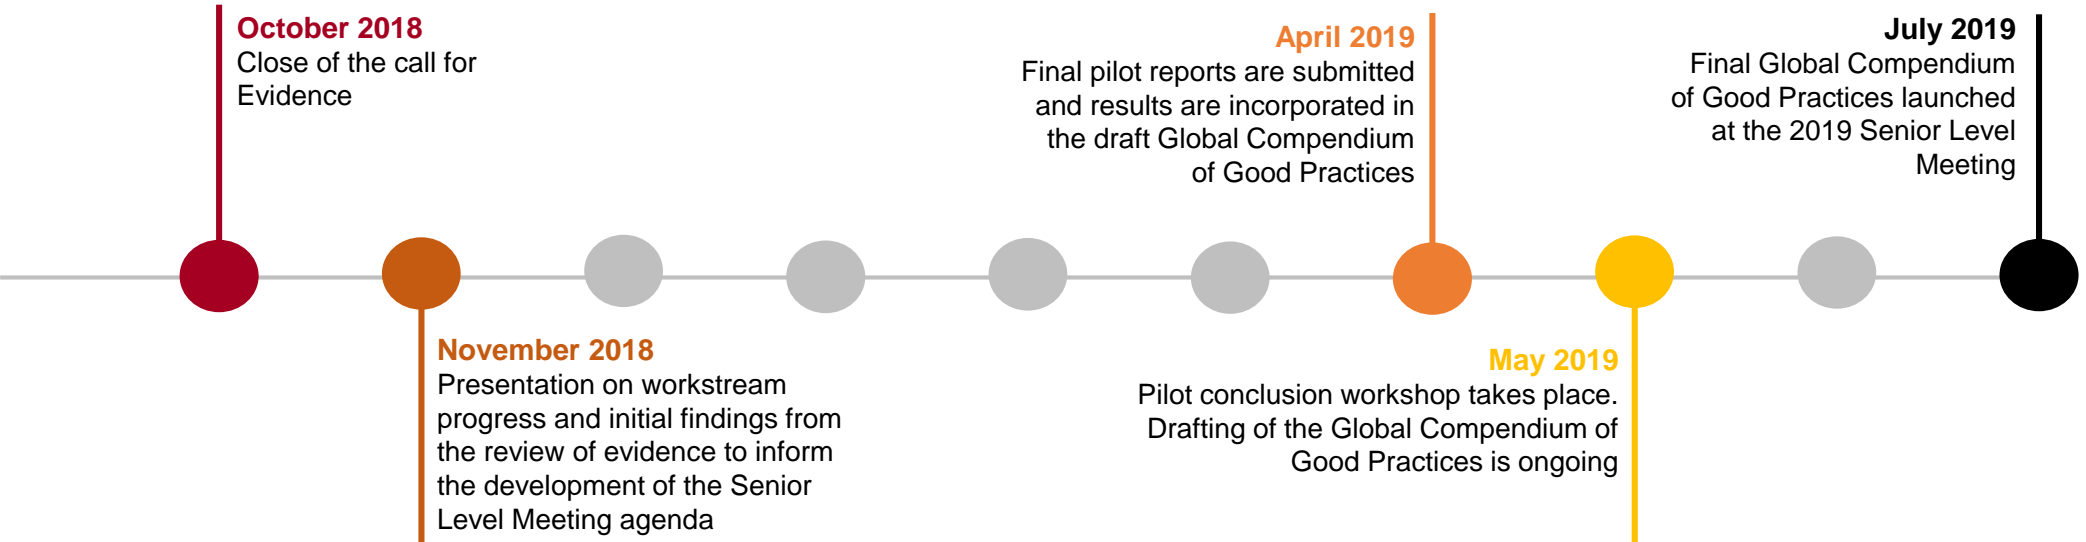 October 2018
Close of the call for
Evidence
November 2018
Presentation on workstream
progress and initial findings from
the review of evidence to inform
the development of the Senior
Level Meeting agenda
April 2019
Final pilot reports are submitted
and results are incorporated in
the draft Global Compendium
of Good Practices
May 2019
Pilot conclusion workshop takes place.
Drafting of the Global Compendium of
Good Practices is ongoing
July 2019
Final Global Compendium
of Good Practices launched
at the 2019 Senior Level
Meeting